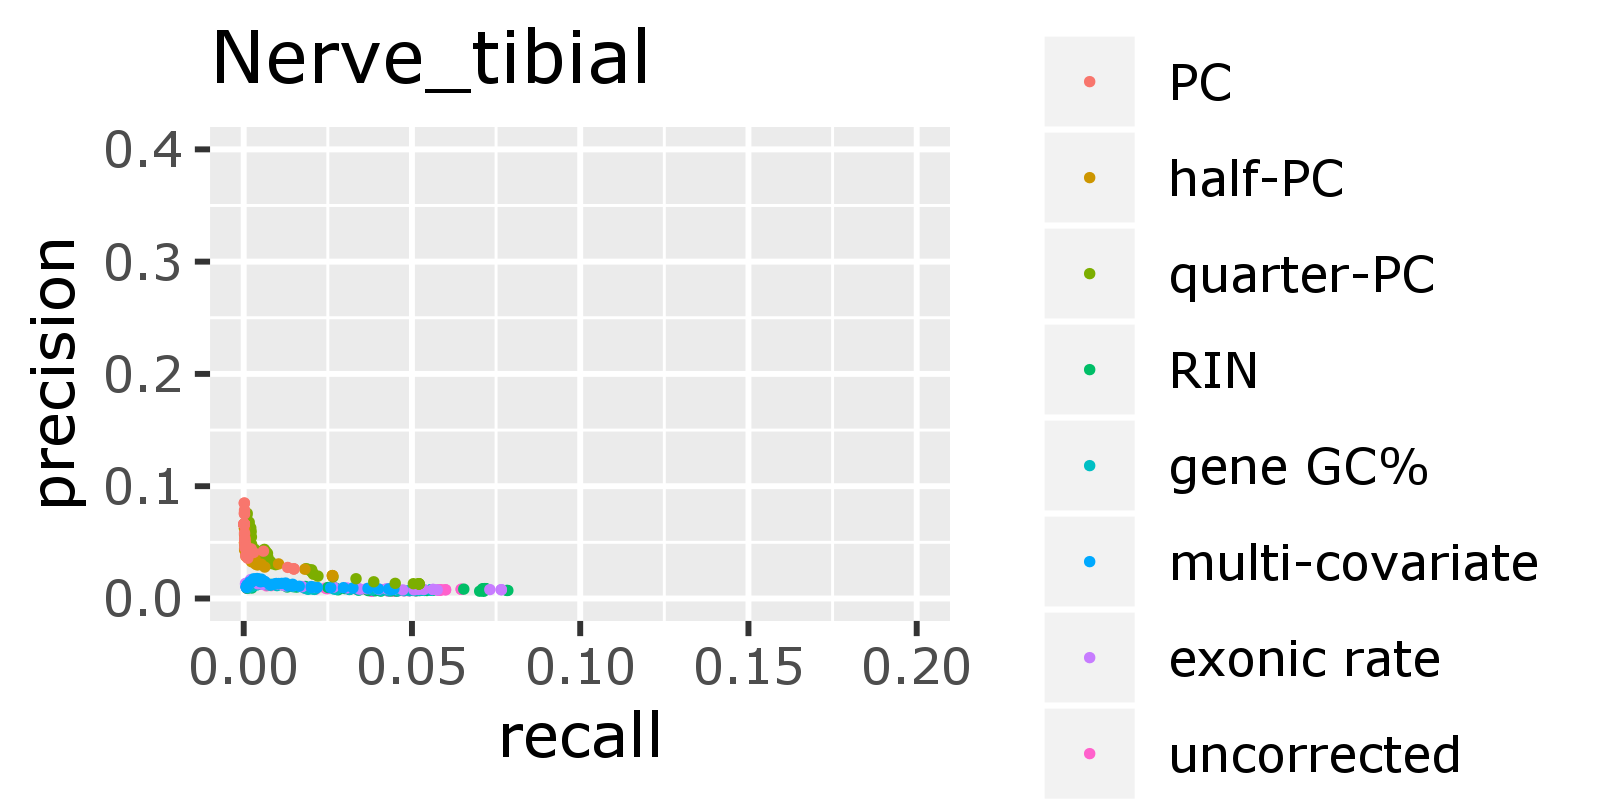 Nerve_tibial
precision
0.4
0.3
0.2
0.1
0.0
0.00 0.05 0.10 0.15 0.20
recall
PC
half-PC
quarter-PC
RIN
gene GC%
multi-covariate
exonic rate
uncorrected